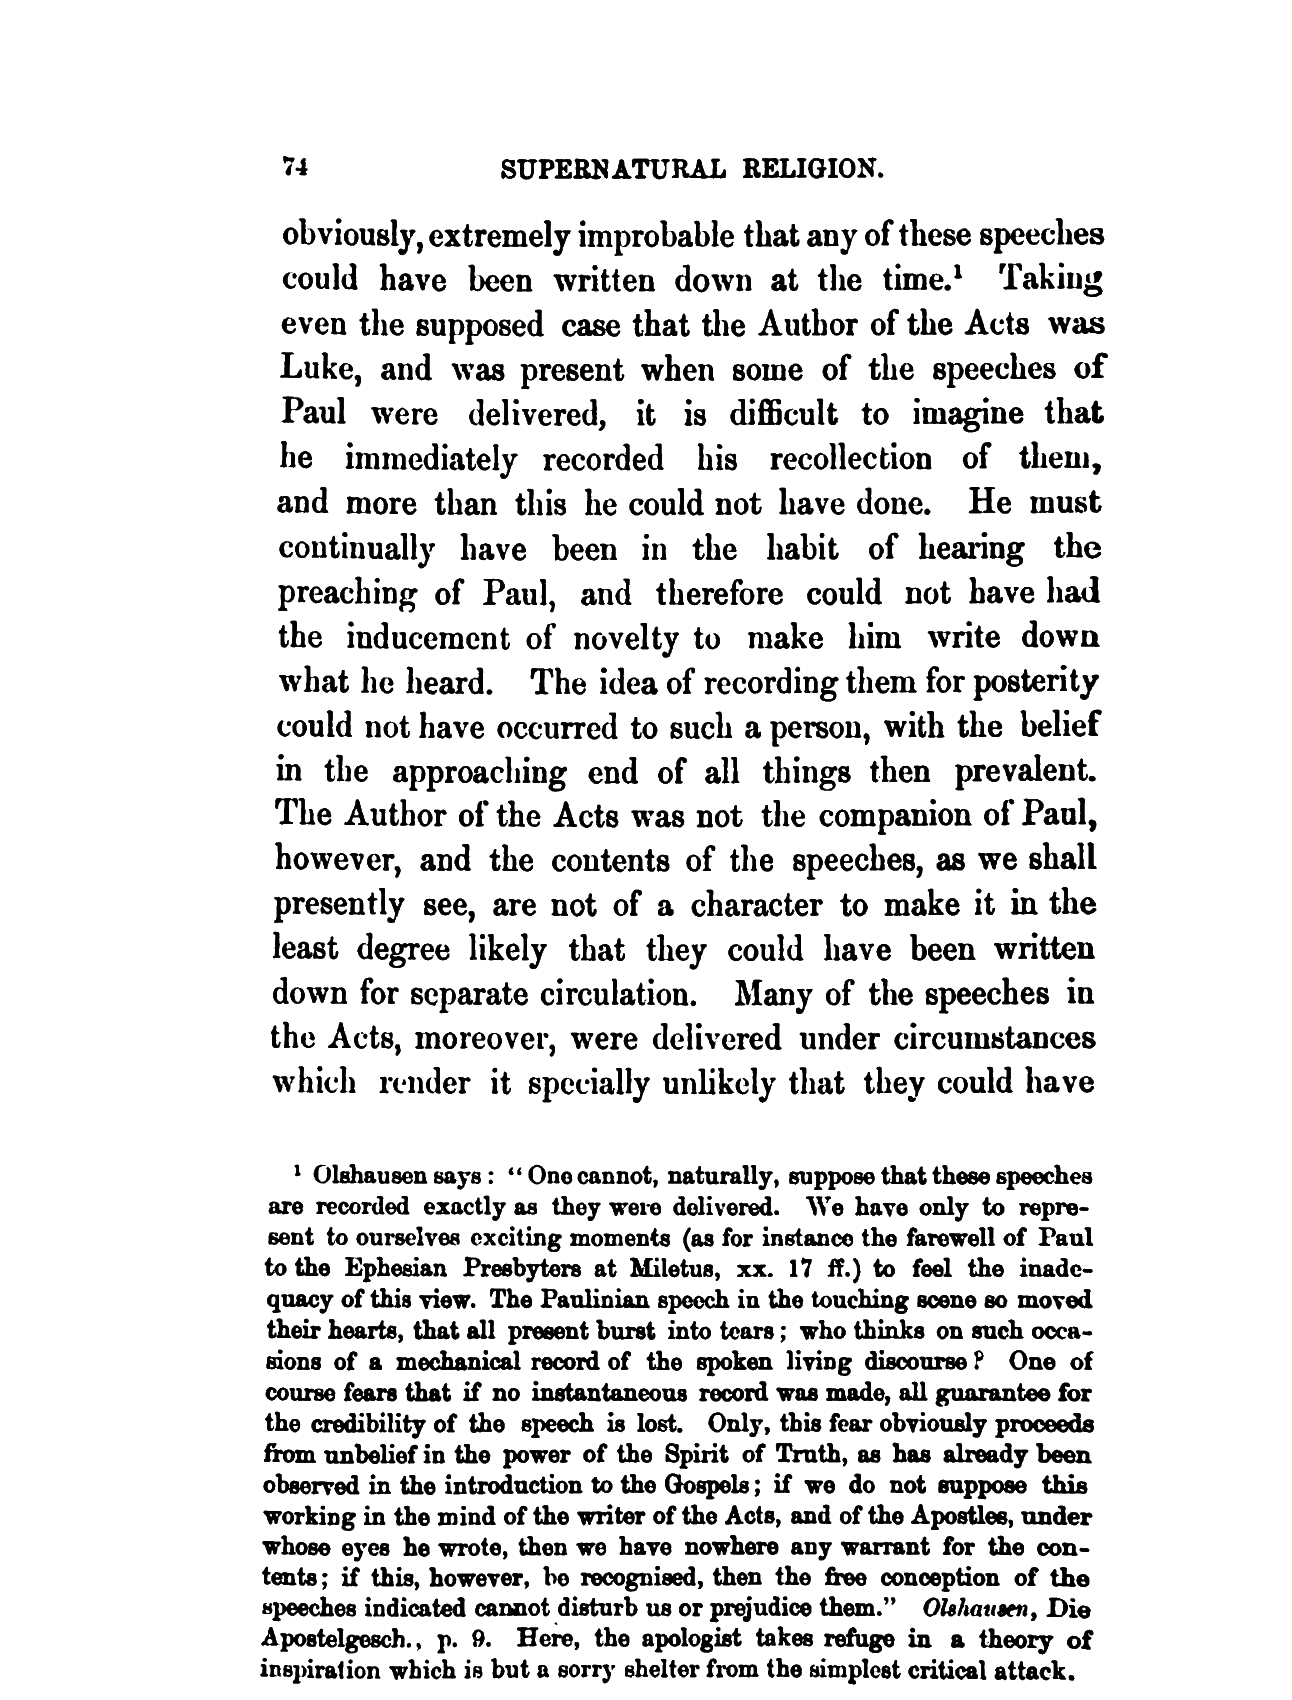 74 SUPERNATURAL RELIGION.
obviously, extremely improbable that any of these speeches
could have been written down at the time.¹ Taking
even the supposed case that the Author of the Acts was
Luke, and was present when some of the speeches of
Paul were delivered, it is difficult to imagine that
he immediately recorded his recollection of them,
and more than this he could not have done. He must
continually have been in the habit of hearing the
preaching of Paul, and therefore could not have had
the inducement of novelty to make him write down
what he heard. The idea of recording them for posterity
could not have occurred to such a person, with the belief
in the approaching end of all things then prevalent.
The Author of the Acts was not the companion of Paul,
however, and the contents of the speeches, as we shall
presently see, are not of a character to make it in the
least degree likely that they could have been written
down for separate circulation. Many of the speeches in
the Acts, moreover, were delivered under circumstances
which render it specially unlikely that they could have
¹ Olshausen says: "One cannot, naturally, suppose that these speeches
are recorded exactly as they were delivered. We have only to repre-
sent to ourselves exciting moments (as for instance the farewell of Paul
to the Ephesian Presbyters at Miletus, xx. 17 ff.) to feel the inade-
quacy of this view. The Paulinian speech in the touching scene so moved
their hearts, that all present burst into tears; who thinks on such occa-
sions of a mechanical record of the spoken living discourse? One of
course fears that if no instantaneous record was made, all guarantee for
the credibility of the speech is lost. Only, this fear obviously proceeds
from unbelief in the power of the Spirit of Truth, as has already been
observed in the introduction to the Gospels; if we do not suppose this
working in the mind of the writer of the Acts, and of the Apostles, under
whose eyes he wrote, then we have nowhere any warrant for the con-
tents; if this, however, be recognised, then the free conception of the
speeches indicated cannot disturb us or prejudice them." Olshausen, Die
Apostelgesch., p. 9. Here, the apologist takes refuge in a theory of
inspiration which is but a sorry shelter from the simplest critical attack.